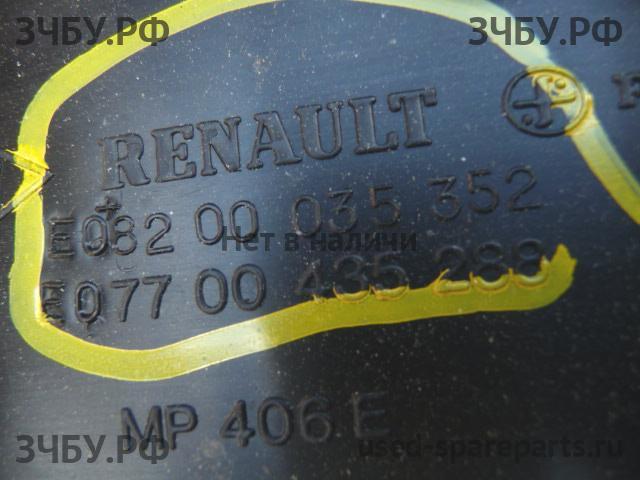 ЗЧБУ.РФ ЗЧБУ.РФ
RENAULT
E082 00 035 352
Нет в наличии
E077 00 435 288
MP 406 E
ЗЧБУ.РФ used-spareparts.ru